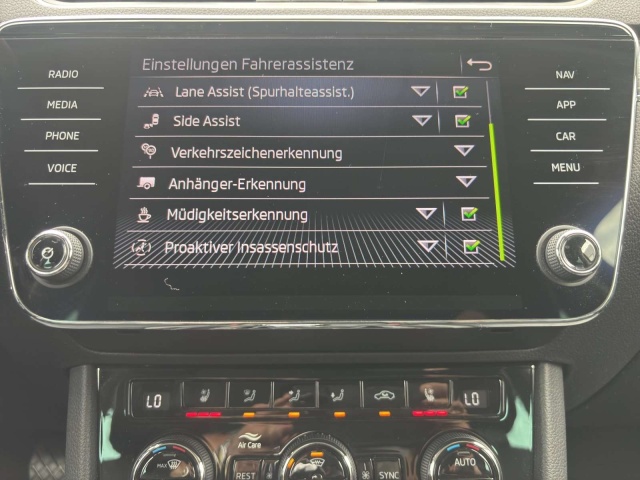 Einstellungen Fahrerassistenz
RADIO
MEDIA
PHONE
VOICE
Lane Assist (Spurhalteassist.)
Side Assist
Verkehrszeichenerkennung
Anhänger-Erkennung
Müdigkeitserkennung
Proaktiver Insassenschutz
NAV
APP
CAR
MENU
LO
LO
Air Care
MAX
REST
SYNC
AUTO